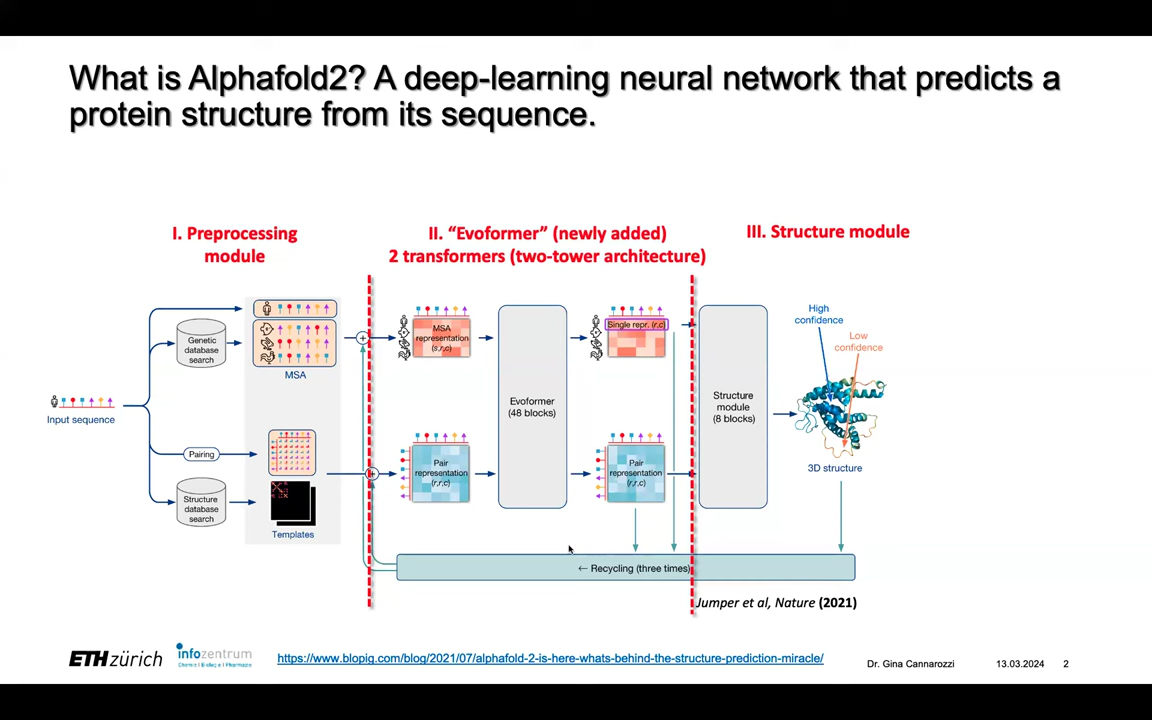 What is Alphafold2? A deep-learning neural network that predicts a
protein structure from its sequence.
I. Preprocessing
module
II. “Evoformer” (newly added)
2 transformers (two-tower architecture)
III. Structure module
Genetic
database
search
MSA
Input sequence
Pairing
Structure
database
search
Templates
MSA
representation
(s,r,c)
Pair
representation
(r,r,c)
Evoformer
(48 blocks)
Single repr. (r,c)
Pair
representation
(r,r,c)
Structure
module
(8 blocks)
High
confidence
Low
confidence
3D structure
← Recycling (three times)
Jumper et al, Nature (2021)
ETH zürich
infozentrum
Chemie | Biologie | Pharmazie
https://www.blopig.com/blog/2021/07/alphafold-2-is-here-whats-behind-the-structure-prediction-miracle/
Dr. Gina Cannarozzi
13.03.2024
2